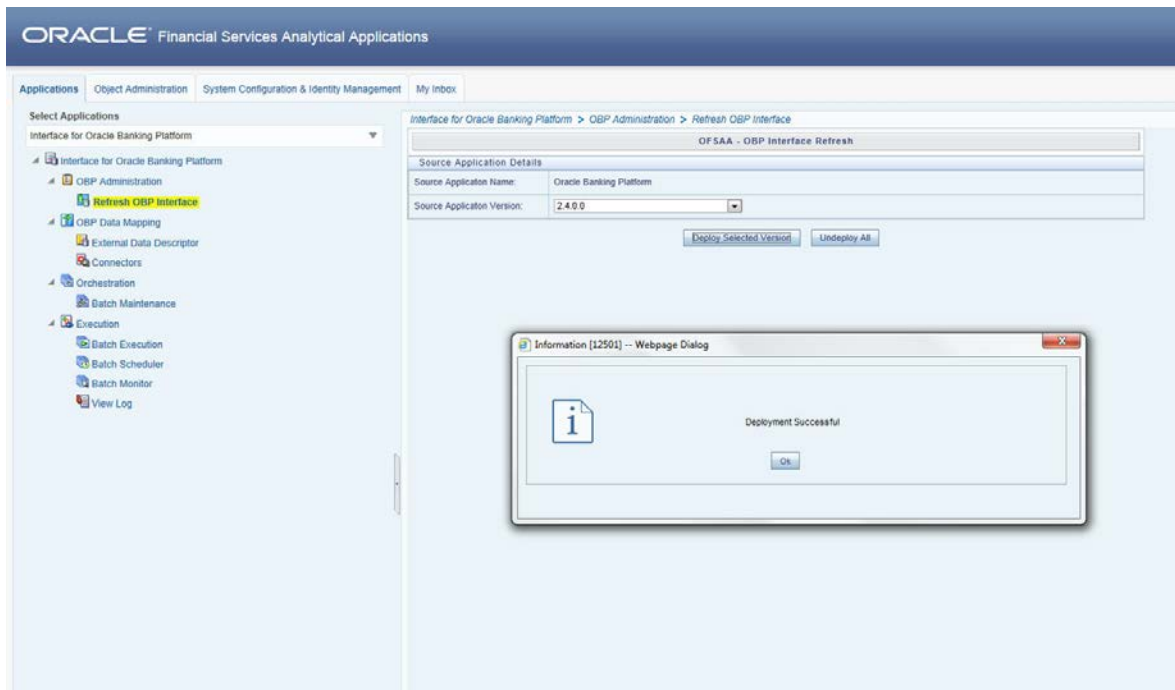 ORACLE® Financial Services Analytical Applications
Applications Object Administration System Configuration & Identity Management My Inbox
Select Applications
Interface for Oracle Banking Platform
Interface for Oracle Banking Platform
OBP Administration
Refresh OBP Interface
OBP Data Mapping
External Data Descriptor
Connectors
Orchestration
Batch Maintenance
Execution
Batch Execution
Batch Scheduler
Batch Monitor
View Log
Interface for Oracle Banking Platform > OBP Administration > Refresh OBP Interface
OFSAA - OBP Interface Refresh
Source Application Details
Source Applicaton Name: Oracle Banking Platform
Source Applicaton Version: 2.4.0.0
Deploy Selected Version Undeploy All
Information [12501] -- Webpage Dialog
Deployment Successful
Ok